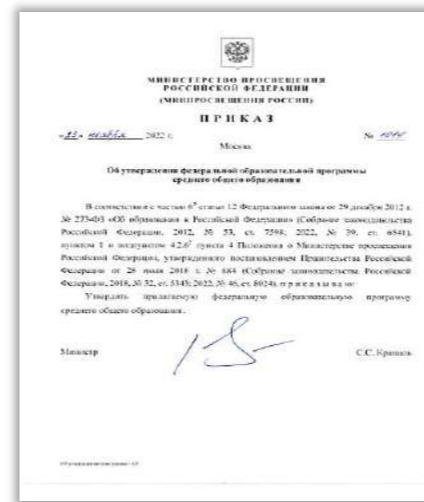 МИНИСТЕРСТВО ПРОСВЕЩЕНИЯ
РОССИЙСКОЙ ФЕДЕРАЦИИ
(МИНПРОСВЕЩЕНИЯ РОССИИ)
ПРИКАЗ
«23» ноября 2022 г. №
Москва
Об утверждении федеральной образовательной программы
среднего общего образования
В соответствии с частью 6⁵ статьи 12 Федерального закона от 29 декабря 2012 г.
№ 273-ФЗ «Об образовании в Российской Федерации» (Собрание законодательства
Российской Федерации, 2012, № 53, ст. 7598; 2022, № 39, ст. 6541),
пунктом 1 и подпунктом 4.2.6² пункта 4 Положения о Министерстве просвещения
Российской Федерации, утвержденного постановлением Правительства Российской
Федерации от 28 июля 2018 г. № 884 (Собрание законодательства Российской
Федерации, 2018, № 32, ст. 5343; 2022, № 46, ст. 8024), п р и к а з ы в а ю:
Утвердить прилагаемую федеральную образовательную программу
среднего общего образования.
Министр С.С. Кравцов